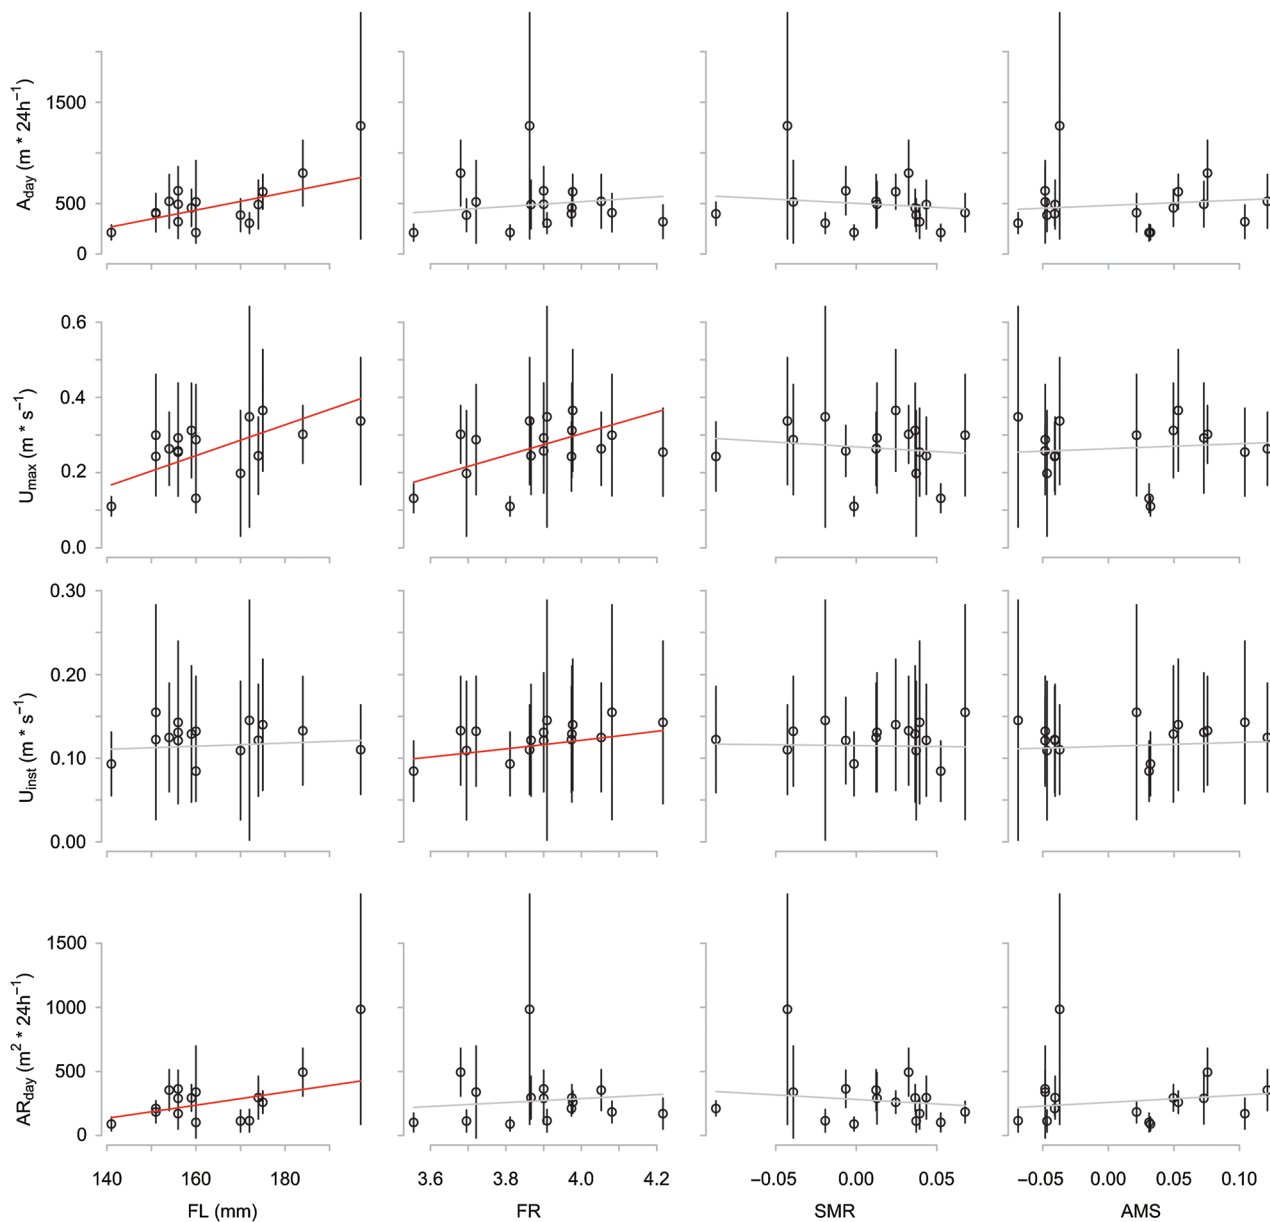 A_day (m * 24h⁻¹)
1500
500
0
U_max (m * s⁻¹)
0.6
0.4
0.2
0.0
U_inst (m * s⁻¹)
0.30
0.20
0.10
0.00
AR_day (m² * 24h⁻¹)
1500
1000
500
0
140 160 180 3.6 3.8 4.0 4.2 −0.05 0.00 0.05 −0.05 0.00 0.05 0.10
FL (mm) FR SMR AMS